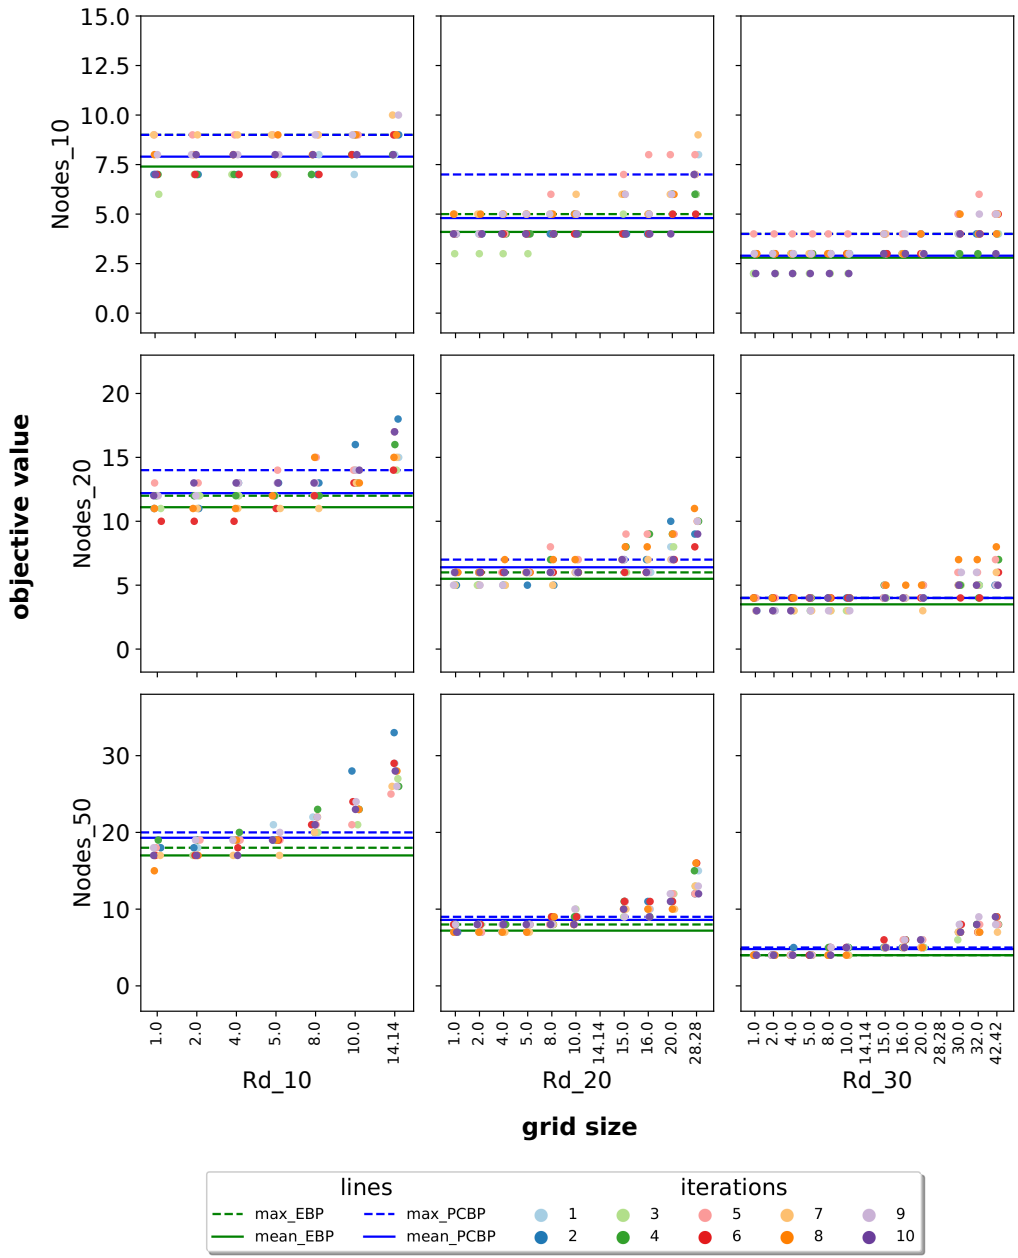 objective value
Nodes_10
15.0
12.5
10.0
7.5
5.0
2.5
0.0
Nodes_20
20
15
10
5
0
Nodes_50
30
20
10
0
1.0 2.0 4.0 6.0 8.0 10.0 14.14
1.0 2.0 4.0 5.0 8.0 10.0 14.14 15.0 16.0 20.0 28.28
1.0 2.0 4.0 5.0 8.0 10.0 14.14 15.0 16.0 20.0 28.28 30.0 32.0 42.42
Rd_10 Rd_20 Rd_30
grid size
lines iterations
max_EBP max_PCBP 1 3 5 7 9
mean_EBP mean_PCBP 2 4 6 8 10